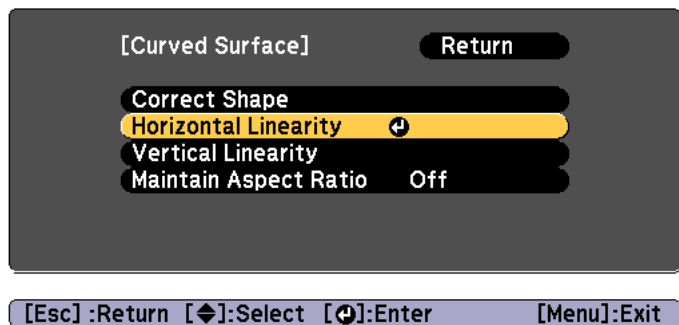 [Curved Surface] Return
Correct Shape
Horizontal Linearity
Vertical Linearity
Maintain Aspect Ratio Off
[Esc] :Return [◆]:Select [↵]:Enter [Menu]:Exit